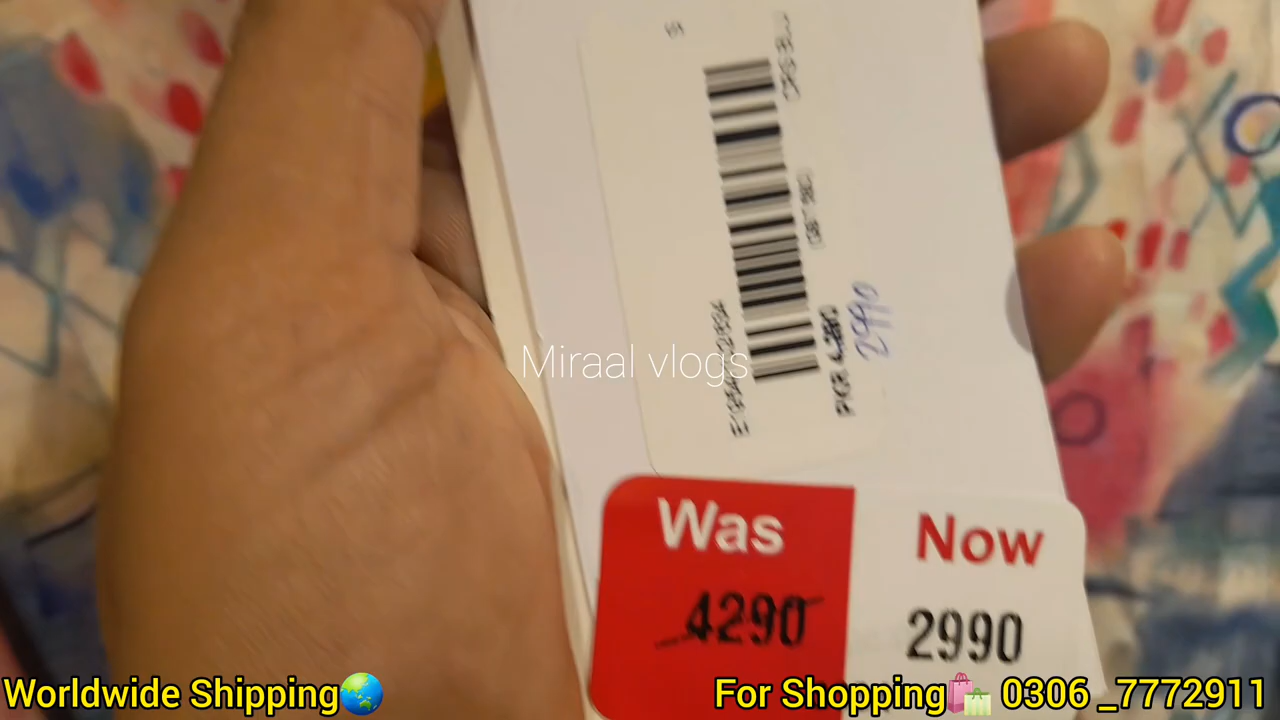 2990
Miraal vlogs
Was
4290
Now
2990
Worldwide Shipping🌏
For Shopping🛍️ 0306 _7772911